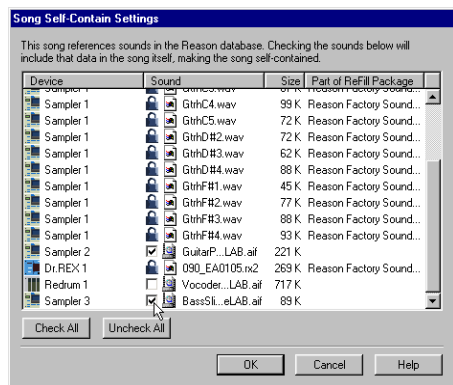 Song Self-Contain Settings
This song references sounds in the Reason database. Checking the sounds below will
include that data in the song itself, making the song self-contained.
Device Sound Size Part of ReFill Package
Sampler 1 GtrhC4.wav 99 K Reason Factory Sound...
Sampler 1 GtrhC5.wav 72 K Reason Factory Sound...
Sampler 1 GtrhD#2.wav 72 K Reason Factory Sound...
Sampler 1 GtrhD#3.wav 62 K Reason Factory Sound...
Sampler 1 GtrhD#4.wav 88 K Reason Factory Sound...
Sampler 1 GtrhF#1.wav 45 K Reason Factory Sound...
Sampler 1 GtrhF#2.wav 77 K Reason Factory Sound...
Sampler 1 GtrhF#3.wav 88 K Reason Factory Sound...
Sampler 1 GtrhF#4.wav 93 K Reason Factory Sound...
Sampler 2 GuitarP...LAB.aif 221 K
Dr.REX 1 090_EA0105.rx2 269 K Reason Factory Sound...
Redrum 1 Vocoder...LAB.aif 717 K
Sampler 3 BassSli...eLAB.aif 89 K
Check All Uncheck All
OK Cancel Help